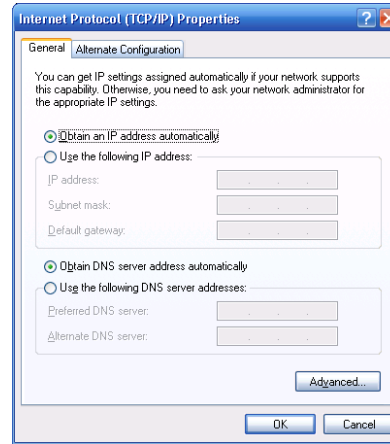 Internet Protocol (TCP/IP) Properties
General Alternate Configuration
You can get IP settings assigned automatically if your network supports
this capability. Otherwise, you need to ask your network administrator for
the appropriate IP settings.
Obtain an IP address automatically
Use the following IP address:
IP address:
Subnet mask:
Default gateway:
Obtain DNS server address automatically
Use the following DNS server addresses:
Preferred DNS server:
Alternate DNS server:
Advanced...
OK Cancel